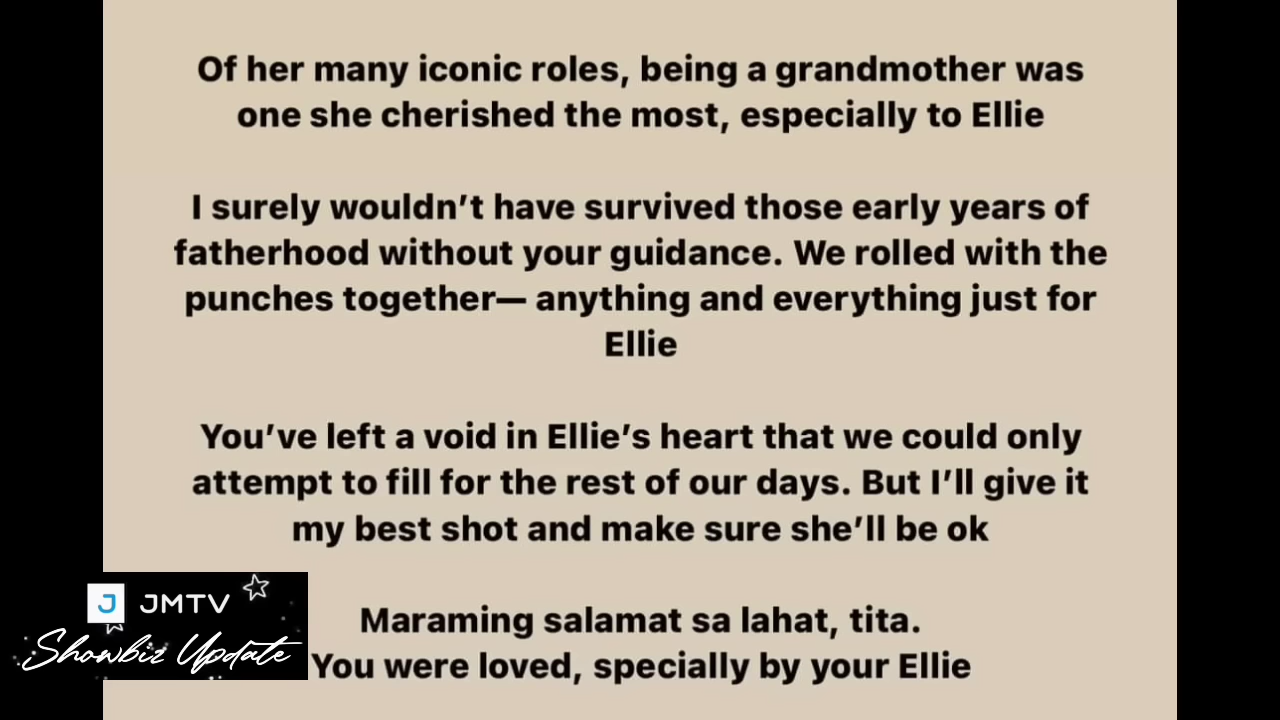 Of her many iconic roles, being a grandmother was
one she cherished the most, especially to Ellie
I surely wouldn’t have survived those early years of
fatherhood without your guidance. We rolled with the
punches together— anything and everything just for
Ellie
You’ve left a void in Ellie’s heart that we could only
attempt to fill for the rest of our days. But I’ll give it
my best shot and make sure she’ll be ok
Maraming salamat sa lahat, tita.
You were loved, specially by your Ellie
J JMTV
Showbiz Update